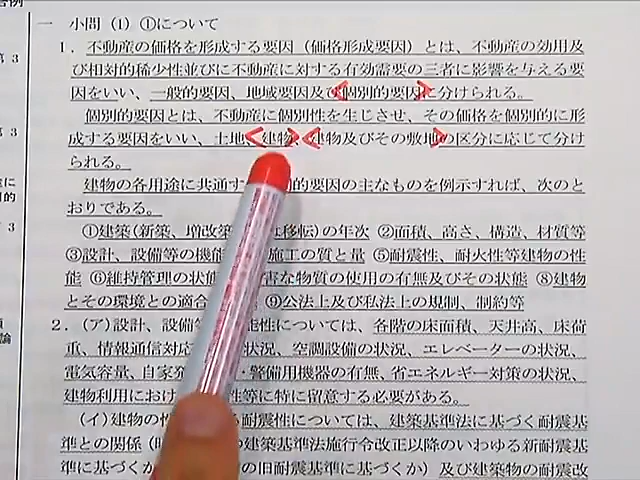 一 小問（1）①について
1．不動産の価格を形成する要因（価格形成要因）とは、不動産の効用及
び相対的稀少性並びに不動産に対する有効需要の三者に影響を与える要
因をいい、一般的要因、地域要因及び個別的要因に分けられる。
個別的要因とは、不動産に個別性を生じさせ、その価格を個別的に形
成する要因をいい、土地、建物、建物及びその敷地の区分に応じて分け
られる。
建物の各用途に共通する 的要因の主なものを例示すれば、次のと
おりである。
①建築（新築、増改築 移転）の年次 ②面積、高さ、構造、材質等
③設計、設備等の機能 施工の質と量 ⑤耐震性、耐火性等建物の性
能 ⑥維持管理の状態 害な物質の使用の有無及びその状態 ⑧建物
とその環境との適合 ⑨公法上及び私法上の規制、制約等
2．（ア）設計、設備等 能性については、各階の床面積、天井高、床荷
重、情報通信対応 状況、空調設備の状況、エレベーターの状況、
電気容量、自家発 ・警備用機器の有無、省エネルギー対策の状況、
建物利用にお 性等に特に留意する必要がある。
（イ）建物の性 耐震性については、建築基準法に基づく耐震基
準との関係（ の建築基準法施行令改正以降のいわゆる新耐震基
準に基づくか の旧耐震基準に基づくか）及び建築物の耐震改